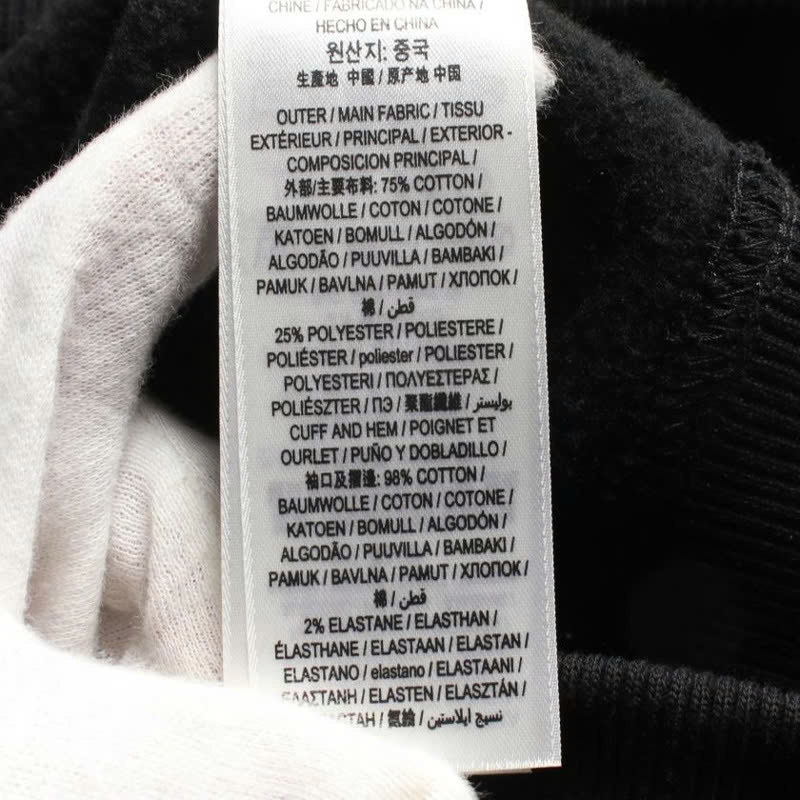 CHINE / FABRICADO NA CHINA /
HECHO EN CHINA
원산지: 중국
生產地 中國 / 原产地 中国
OUTER / MAIN FABRIC / TISSU
EXTÉRIEUR / PRINCIPAL / EXTERIOR -
COMPOSICION PRINCIPAL /
外部/主要布料: 75% COTTON /
BAUMWOLLE / COTON / COTONE /
KATOEN / BOMULL / ALGODÓN /
ALGODÃO / PUUVILLA / BAMBAKI /
PAMUK / BAVLNA / PAMUT / ХЛОПОК /
棉 / قطن
25% POLYESTER / POLIESTERE /
POLIÉSTER / poliester / POLYESTER /
POLYESTERI / ΠΟΛΥΕΣΤΕΡΑΣ /
POLIÉSZTER / ПЭ / 聚酯纖維 / بوليستر
CUFF AND HEM / POIGNET ET
OURLET / PUÑO Y DOBLADILLO /
袖口及摺邊: 98% COTTON /
BAUMWOLLE / COTON / COTONE /
KATOEN / BOMULL / ALGODÓN /
ALGODÃO / PUUVILLA / BAMBAKI /
PAMUK / BAVLNA / PAMUT / ХЛОПОК /
棉 / قطن
2% ELASTANE / ELASTHAN /
ÉLASTHANE / ELASTAAN / ELASTAN /
ELASTANO / elastano / ELASTAANI /
ΕΛΑΣΤΑΝΗ / ELASTEN / ELASZTÁN /
/ 氨綸 / نسيج ايلاستين